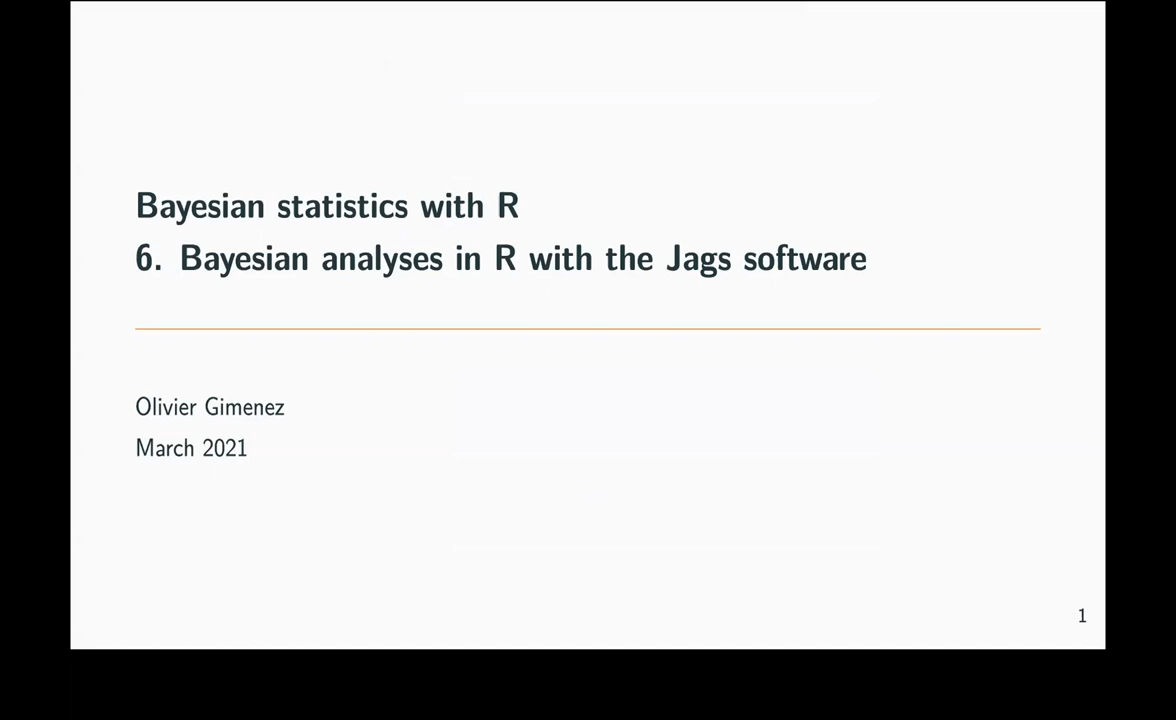 Bayesian statistics with R
6. Bayesian analyses in R with the Jags software
Olivier Gimenez
March 2021
1